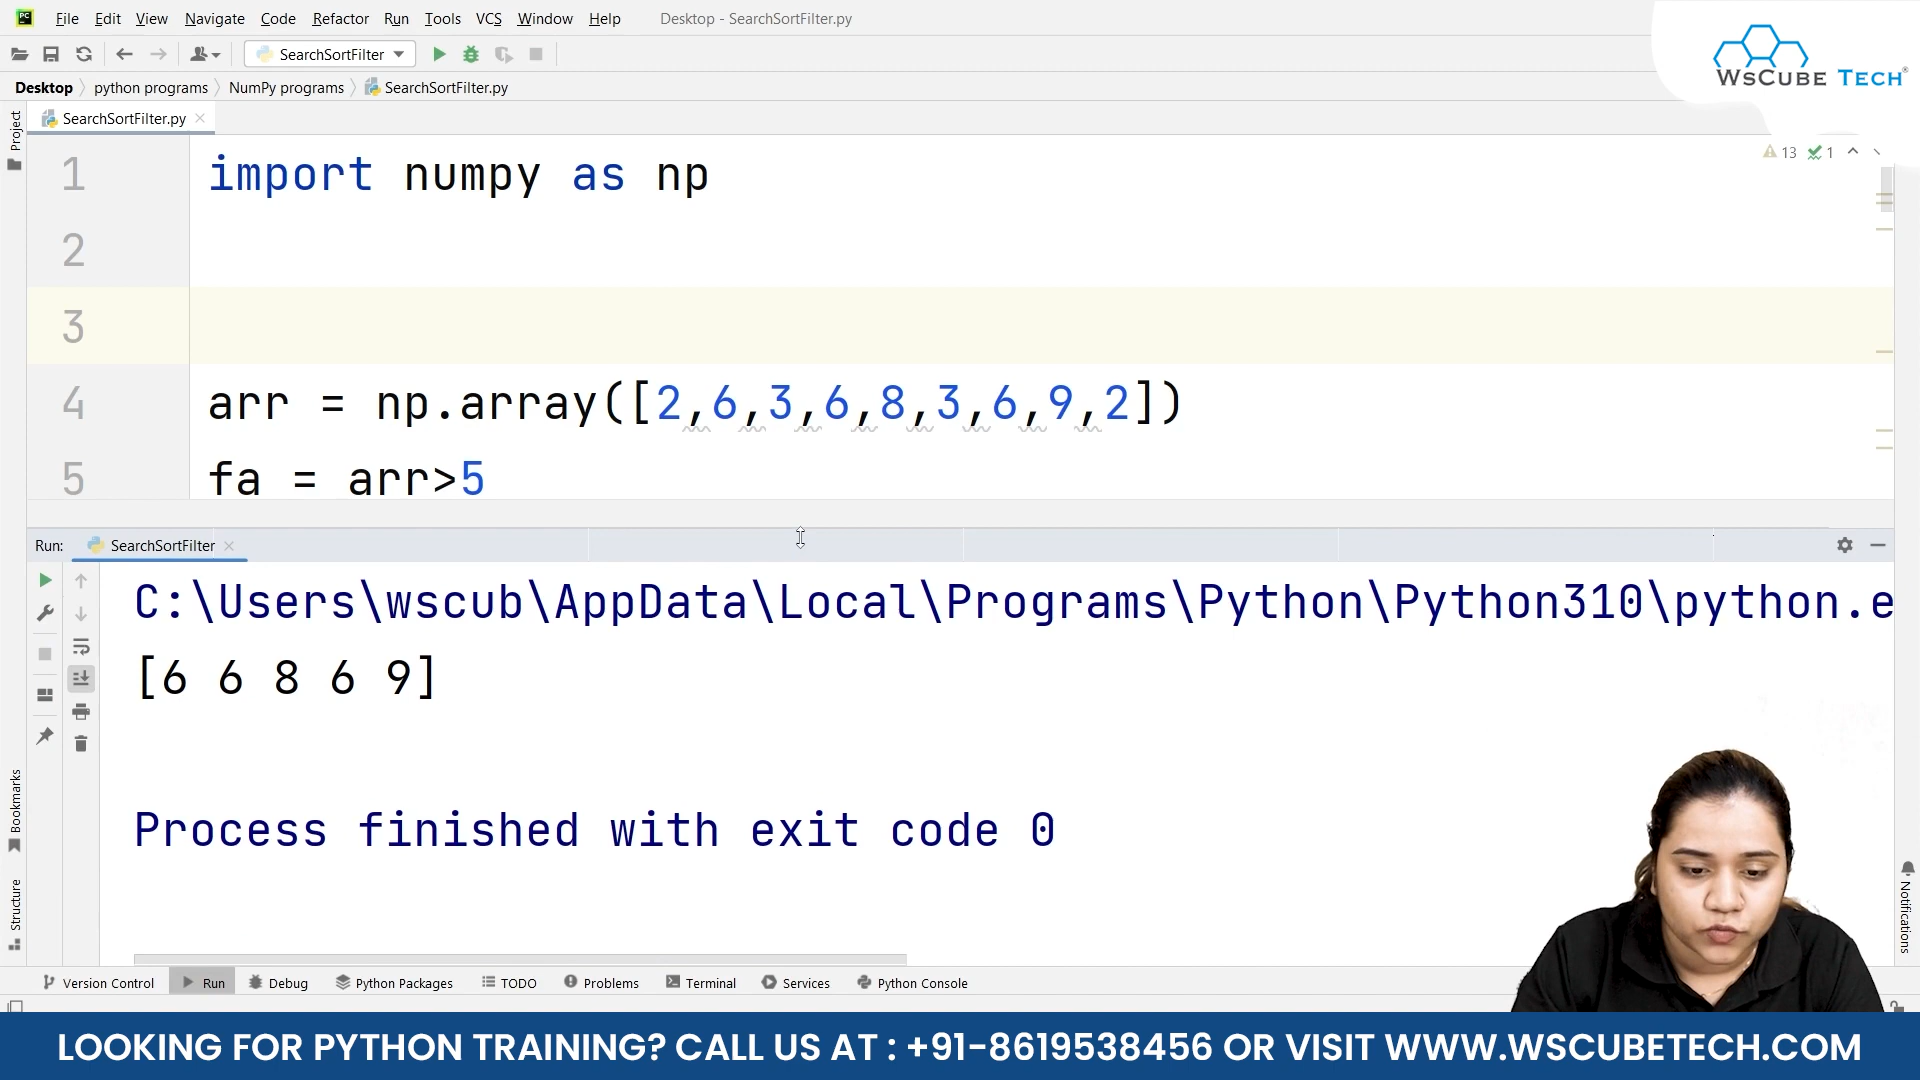 File Edit View Navigate Code Refactor Run Tools VCS Window Help Desktop - SearchSortFilter.py
SearchSortFilter
WsCube Tech®
Desktop python programs NumPy programs SearchSortFilter.py
SearchSortFilter.py
Project
13 1
1 import numpy as np
2
3
4 arr = np.array([2,6,3,6,8,3,6,9,2])
5 fa = arr>5
Run: SearchSortFilter
C:\Users\wscub\AppData\Local\Programs\Python\Python310\python.e
[6 6 8 6 9]
Process finished with exit code 0
Bookmarks
Structure
Notifications
Version Control Run Debug Python Packages TODO Problems Terminal Services Python Console
LOOKING FOR PYTHON TRAINING? CALL US AT : +91-8619538456 OR VISIT WWW.WSCUBETECH.COM